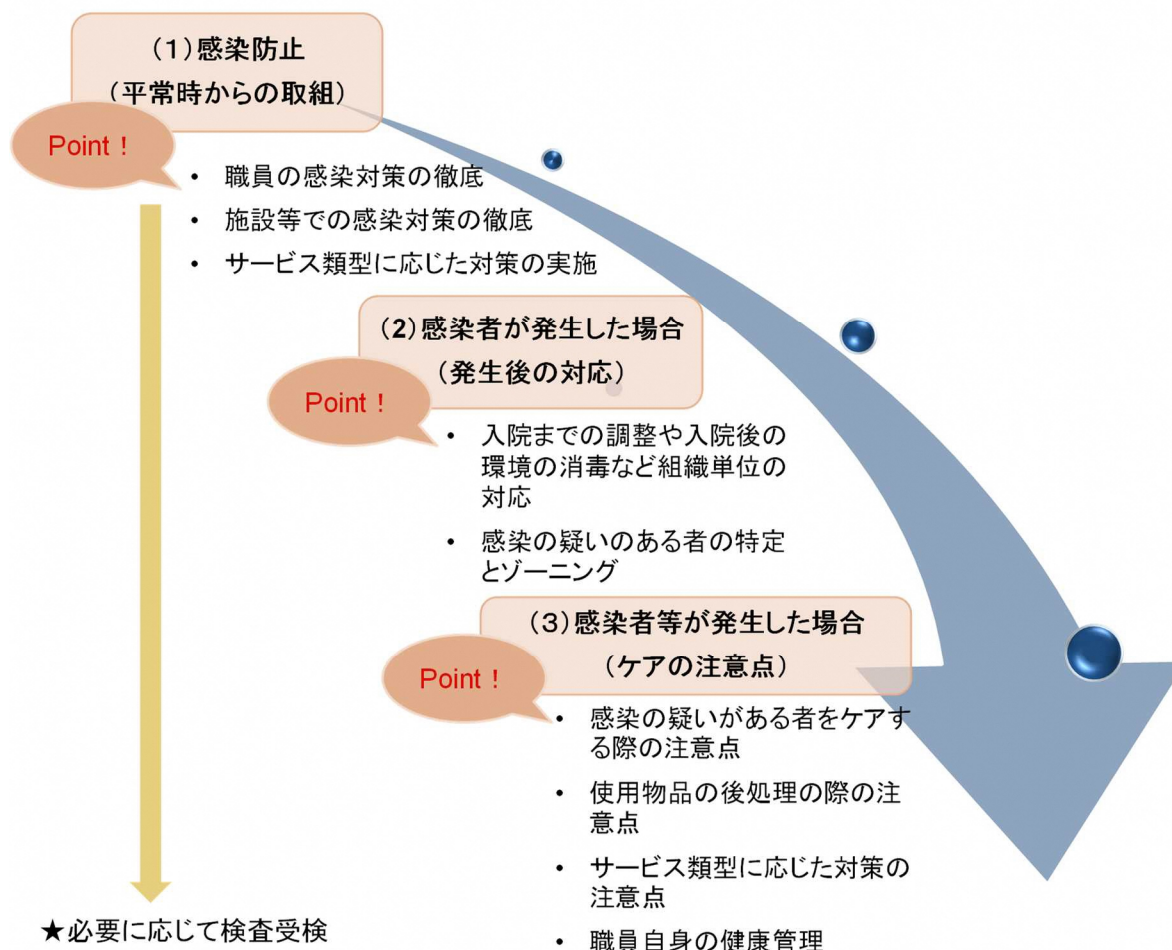 （1）感染防止
（平常時からの取組）
Point！
• 職員の感染対策の徹底
• 施設等での感染対策の徹底
• サービス類型に応じた対策の実施
（2）感染者が発生した場合
（発生後の対応）
Point！
• 入院までの調整や入院後の
環境の消毒など組織単位の
対応
• 感染の疑いのある者の特定
とゾーニング
（3）感染者等が発生した場合
（ケアの注意点）
Point！
• 感染の疑いがある者をケアす
る際の注意点
• 使用物品の後処理の際の注
意点
• サービス類型に応じた対策の
注意点
• 職員自身の健康管理
★必要に応じて検査受検